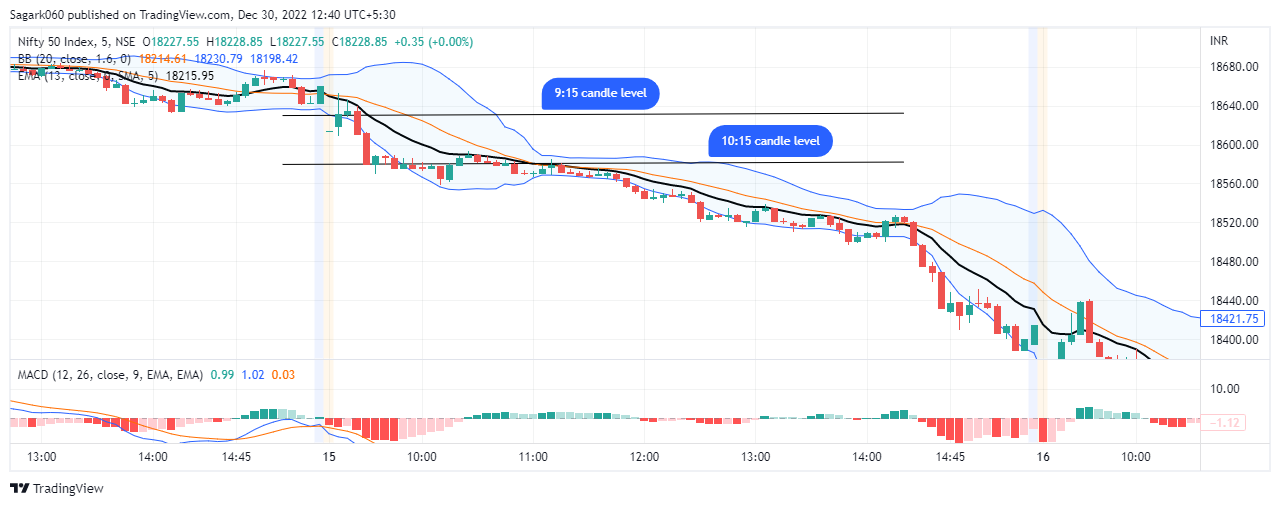 Sagark060 published on TradingView.com, Dec 30, 2022 12:40 UTC+5:30
Nifty 50 Index, 5, NSE O18227.55 H18228.85 L18227.55 C18228.85 +0.35 (+0.00%)
INR
BB (20, close, 1.6, 0) 18214.61 18230.79 18198.42
EMA (13, close, 0, SMA, 5) 18215.95
9:15 candle level
10:15 candle level
18680.00
18640.00
18600.00
18560.00
18520.00
18480.00
18440.00
18421.75
18400.00
MACD (12, 26, close, 9, EMA, EMA) 0.99 1.02 0.03
10.00
−1.12
13:00 14:00 14:45 15 10:00 11:00 12:00 13:00 14:00 14:45 16 10:00
TradingView